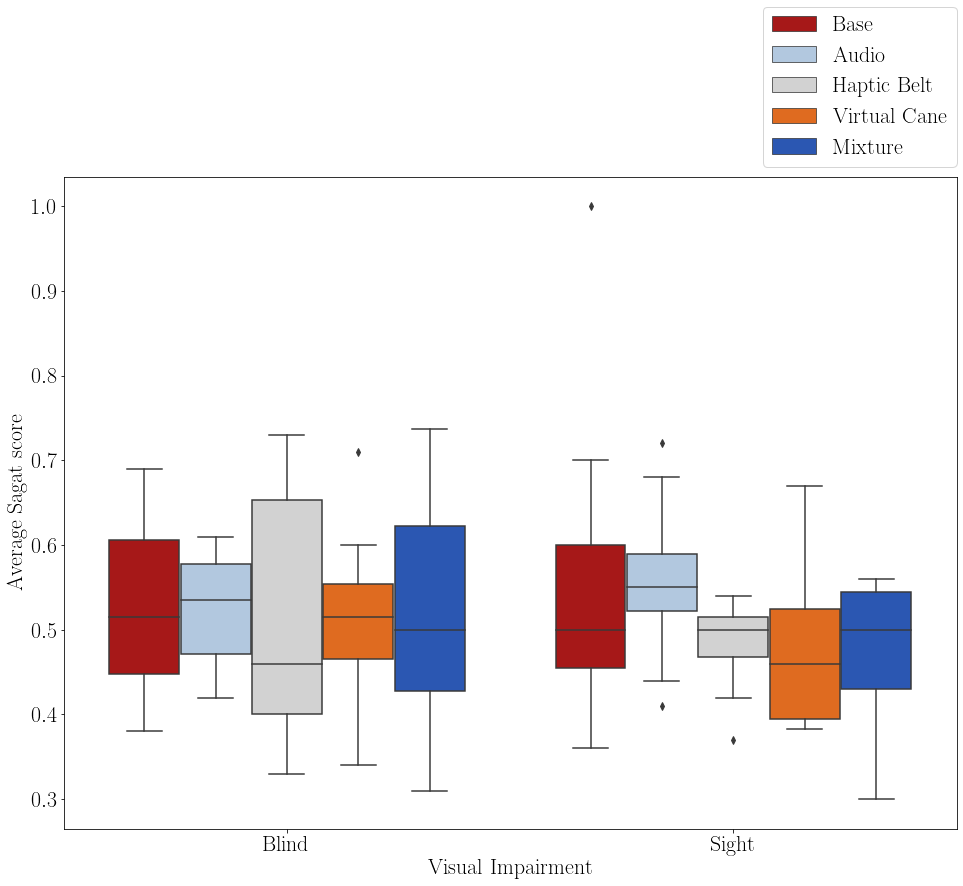 Base
Audio
Haptic Belt
Virtual Cane
Mixture
1.0
0.9
0.8
0.7
0.6
0.5
0.4
0.3
Average Sagat score
Blind
Sight
Visual Impairment